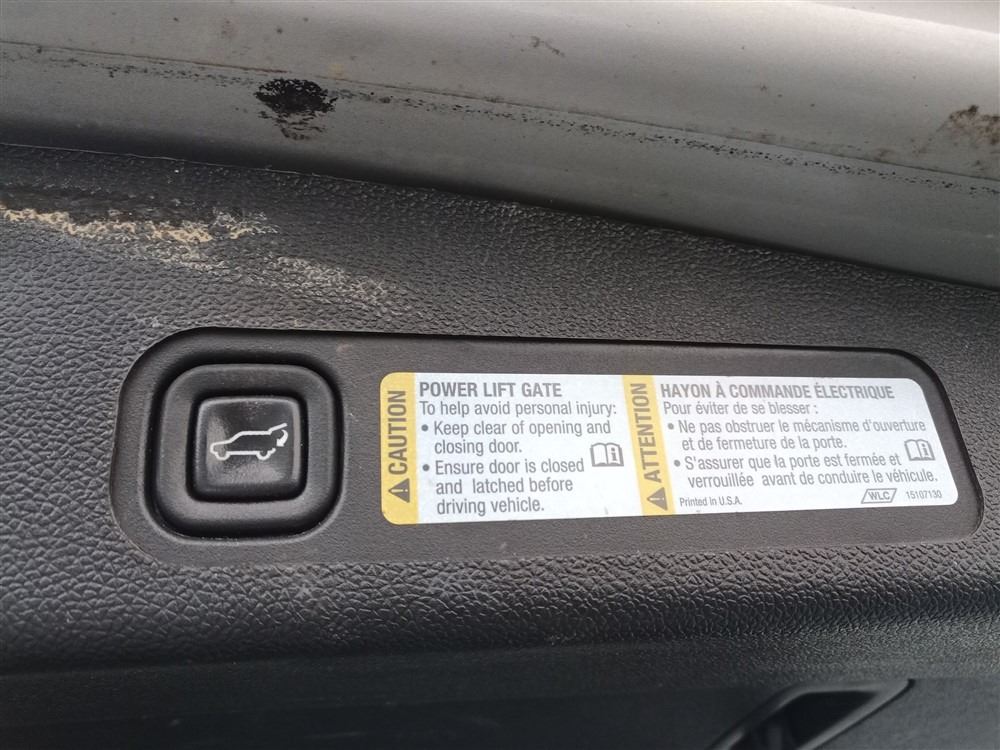 CAUTION
POWER LIFT GATE
To help avoid personal injury:
• Keep clear of opening and
closing door.
• Ensure door is closed
and latched before
driving vehicle.
ATTENTION
HAYON À COMMANDE ÉLECTRIQUE
Pour éviter de se blesser :
• Ne pas obstruer le mécanisme d'ouverture
et de fermeture de la porte.
• S'assurer que la porte est fermée et
verrouillée avant de conduire le véhicule.
Printed in U.S.A.
WLC
15107130